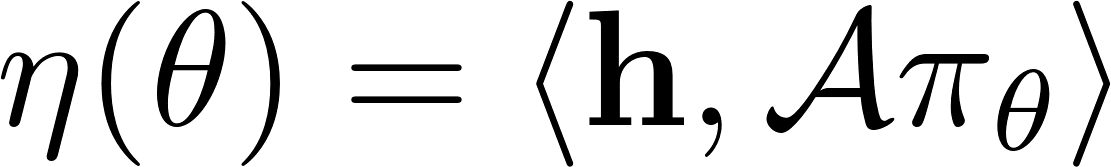 η(θ) = ⟨𝐡, 𝒜π_θ⟩